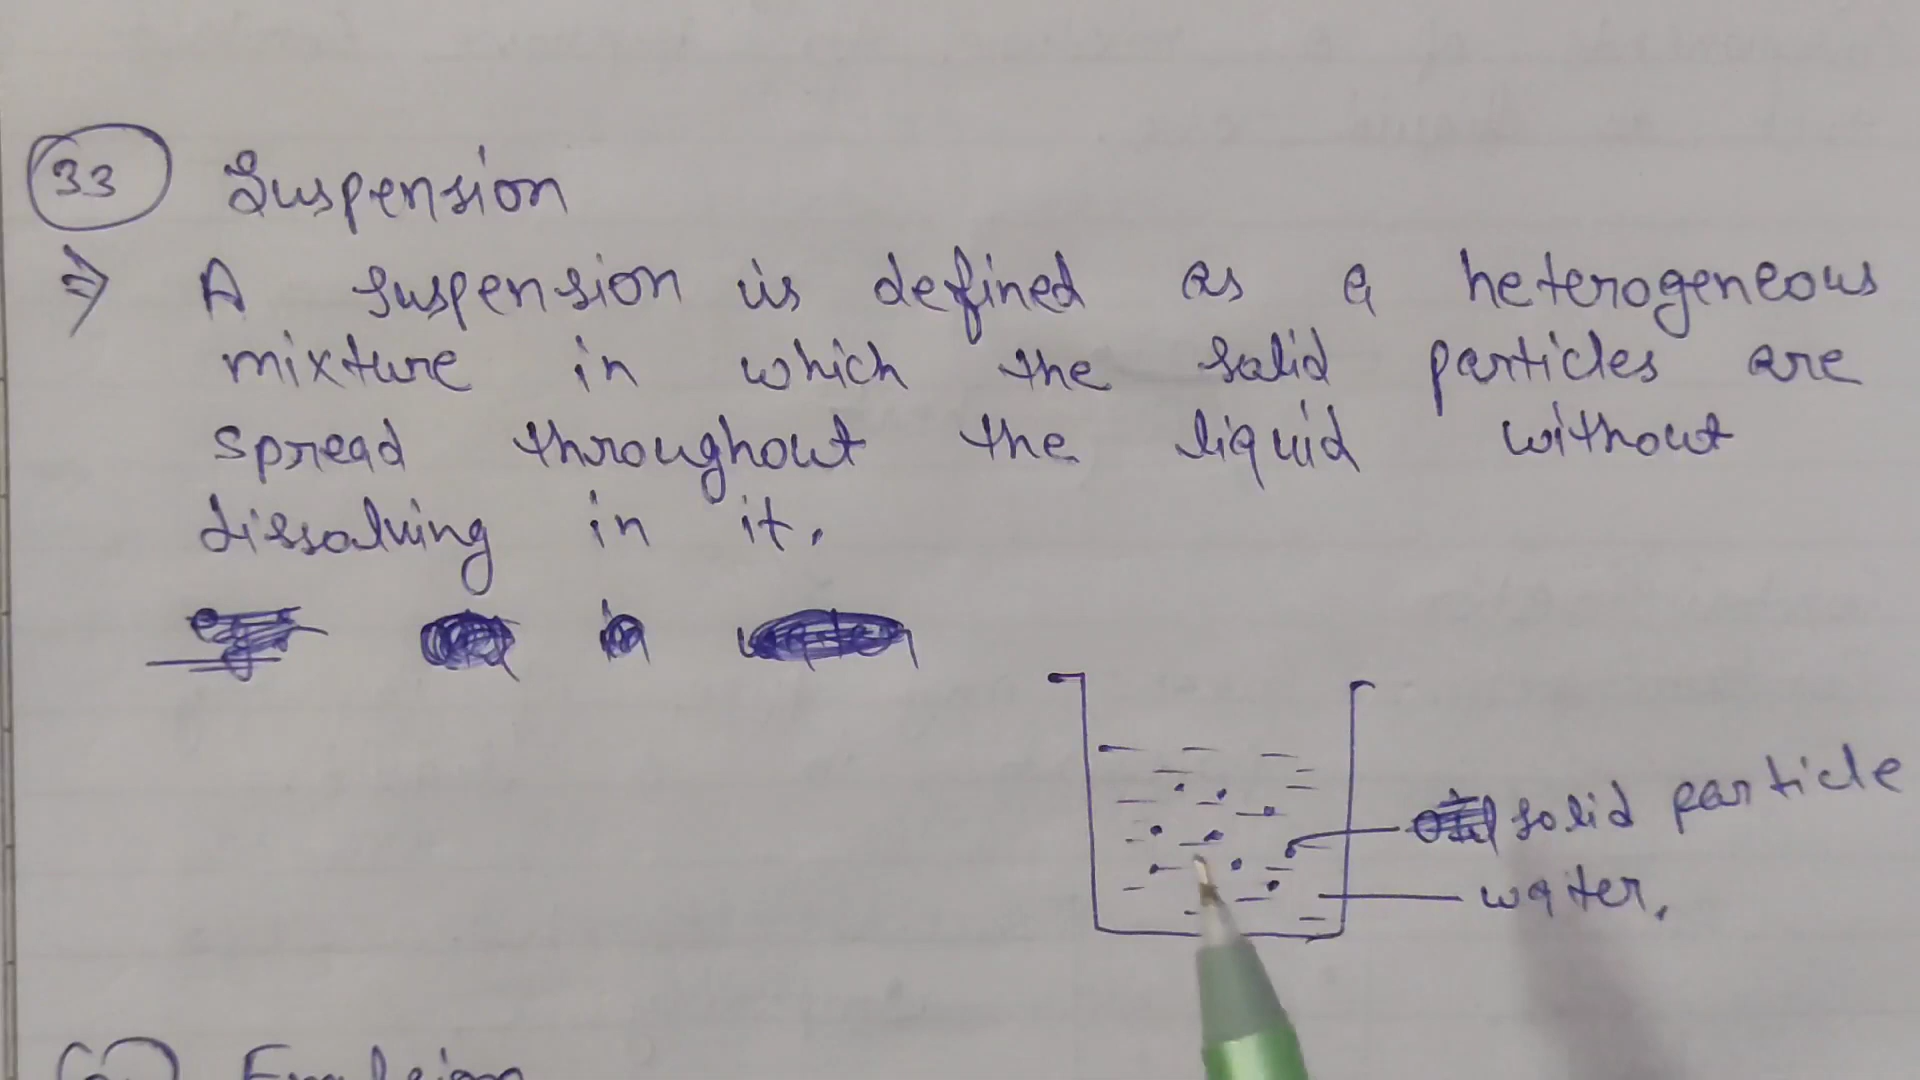 33 Suspension
⇒ A suspension is defined as a heterogeneous
mixture in which the solid particles are
spread throughout the liquid without
dissolving in it.
solid particle
water.
Emulsion